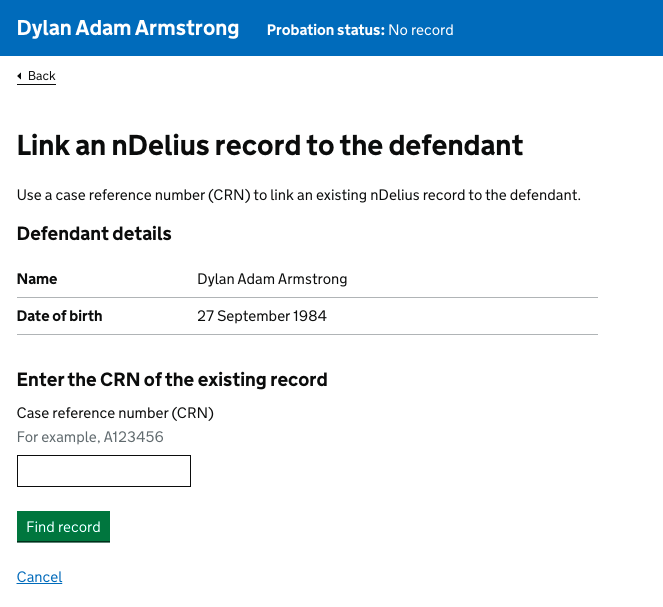 Dylan Adam Armstrong Probation status: No record
Back
Link an nDelius record to the defendant
Use a case reference number (CRN) to link an existing nDelius record to the defendant.
Defendant details
Name Dylan Adam Armstrong
Date of birth 27 September 1984
Enter the CRN of the existing record
Case reference number (CRN)
For example, A123456
Find record
Cancel